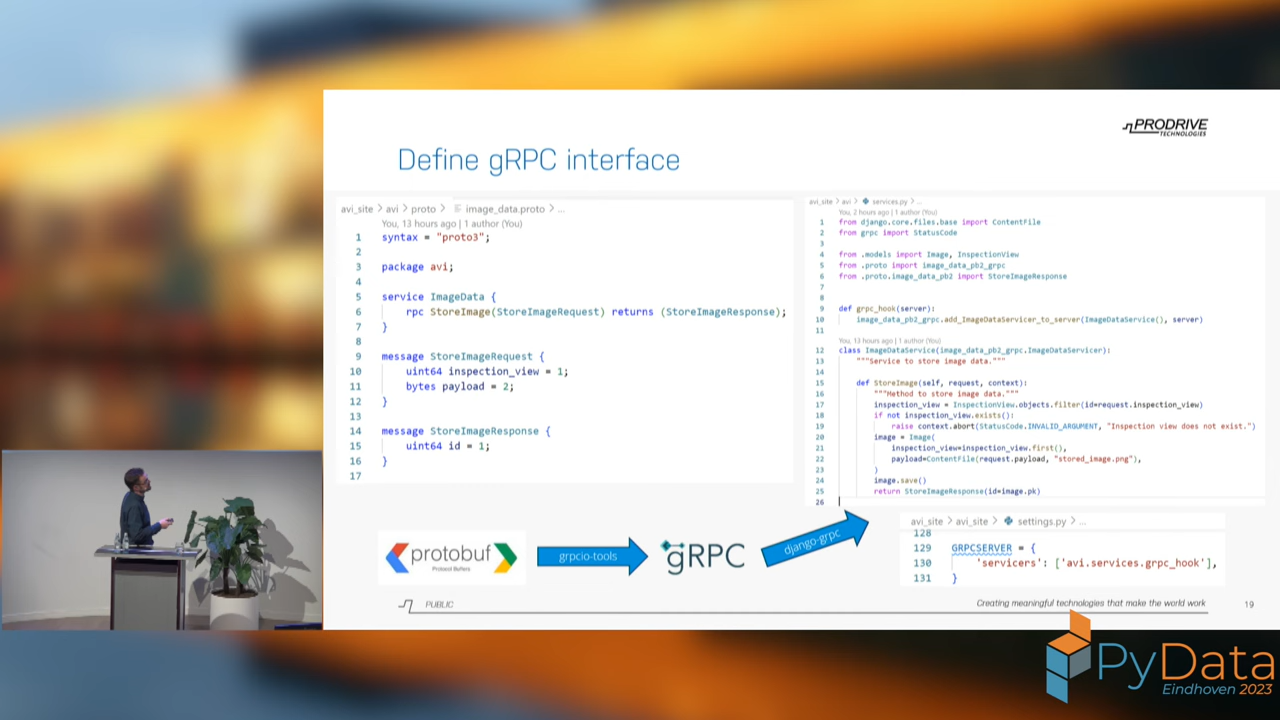 PRODRIVE
TECHNOLOGIES
Define gRPC interface
avi_site > avi > proto > image_data.proto > ...
You, 13 hours ago | 1 author (You)
1 syntax = "proto3";
2
3 package avi;
4
5 service ImageData {
6 rpc StoreImage(StoreImageRequest) returns (StoreImageResponse);
7 }
8
9 message StoreImageRequest {
10 uint64 inspection_view = 1;
11 bytes payload = 2;
12 }
13
14 message StoreImageResponse {
15 uint64 id = 1;
16 }
17
avi_site > avi > services.py > ...
You, 2 hours ago | 1 author (You)
1 from django.core.files.base import ContentFile
2 from grpc import StatusCode
3
4 from .models import Image, InspectionView
5 from .proto import image_data_pb2_grpc
6 from .proto.image_data_pb2 import StoreImageResponse
7
8
9 def grpc_hook(server):
10 image_data_pb2_grpc.add_ImageDataServicer_to_server(ImageDataService(), server)
11
You, 13 hours ago | 1 author (You)
12 class ImageDataService(image_data_pb2_grpc.ImageDataServicer):
13 """Service to store image data."""
14
15 def StoreImage(self, request, context):
16 """Method to store image data."""
17 inspection_view = InspectionView.objects.filter(id=request.inspection_view)
18 if not inspection_view.exists():
19 raise context.abort(StatusCode.INVALID_ARGUMENT, "Inspection view does not exist.")
20 image = Image(
21 inspection_view=inspection_view.first(),
22 payload=ContentFile(request.payload, "stored_image.png"),
23 )
24 image.save()
25 return StoreImageResponse(id=image.pk)
26
protobuf
Protocol Buffers
grpcio-tools
gRPC
django-grpc
avi_site > avi_site > settings.py > ...
128
129 GRPCSERVER = {
130 'servicers': ['avi.services.grpc_hook'],
131 }
PUBLIC
Creating meaningful technologies that make the world work
19
PyData
Eindhoven 2023